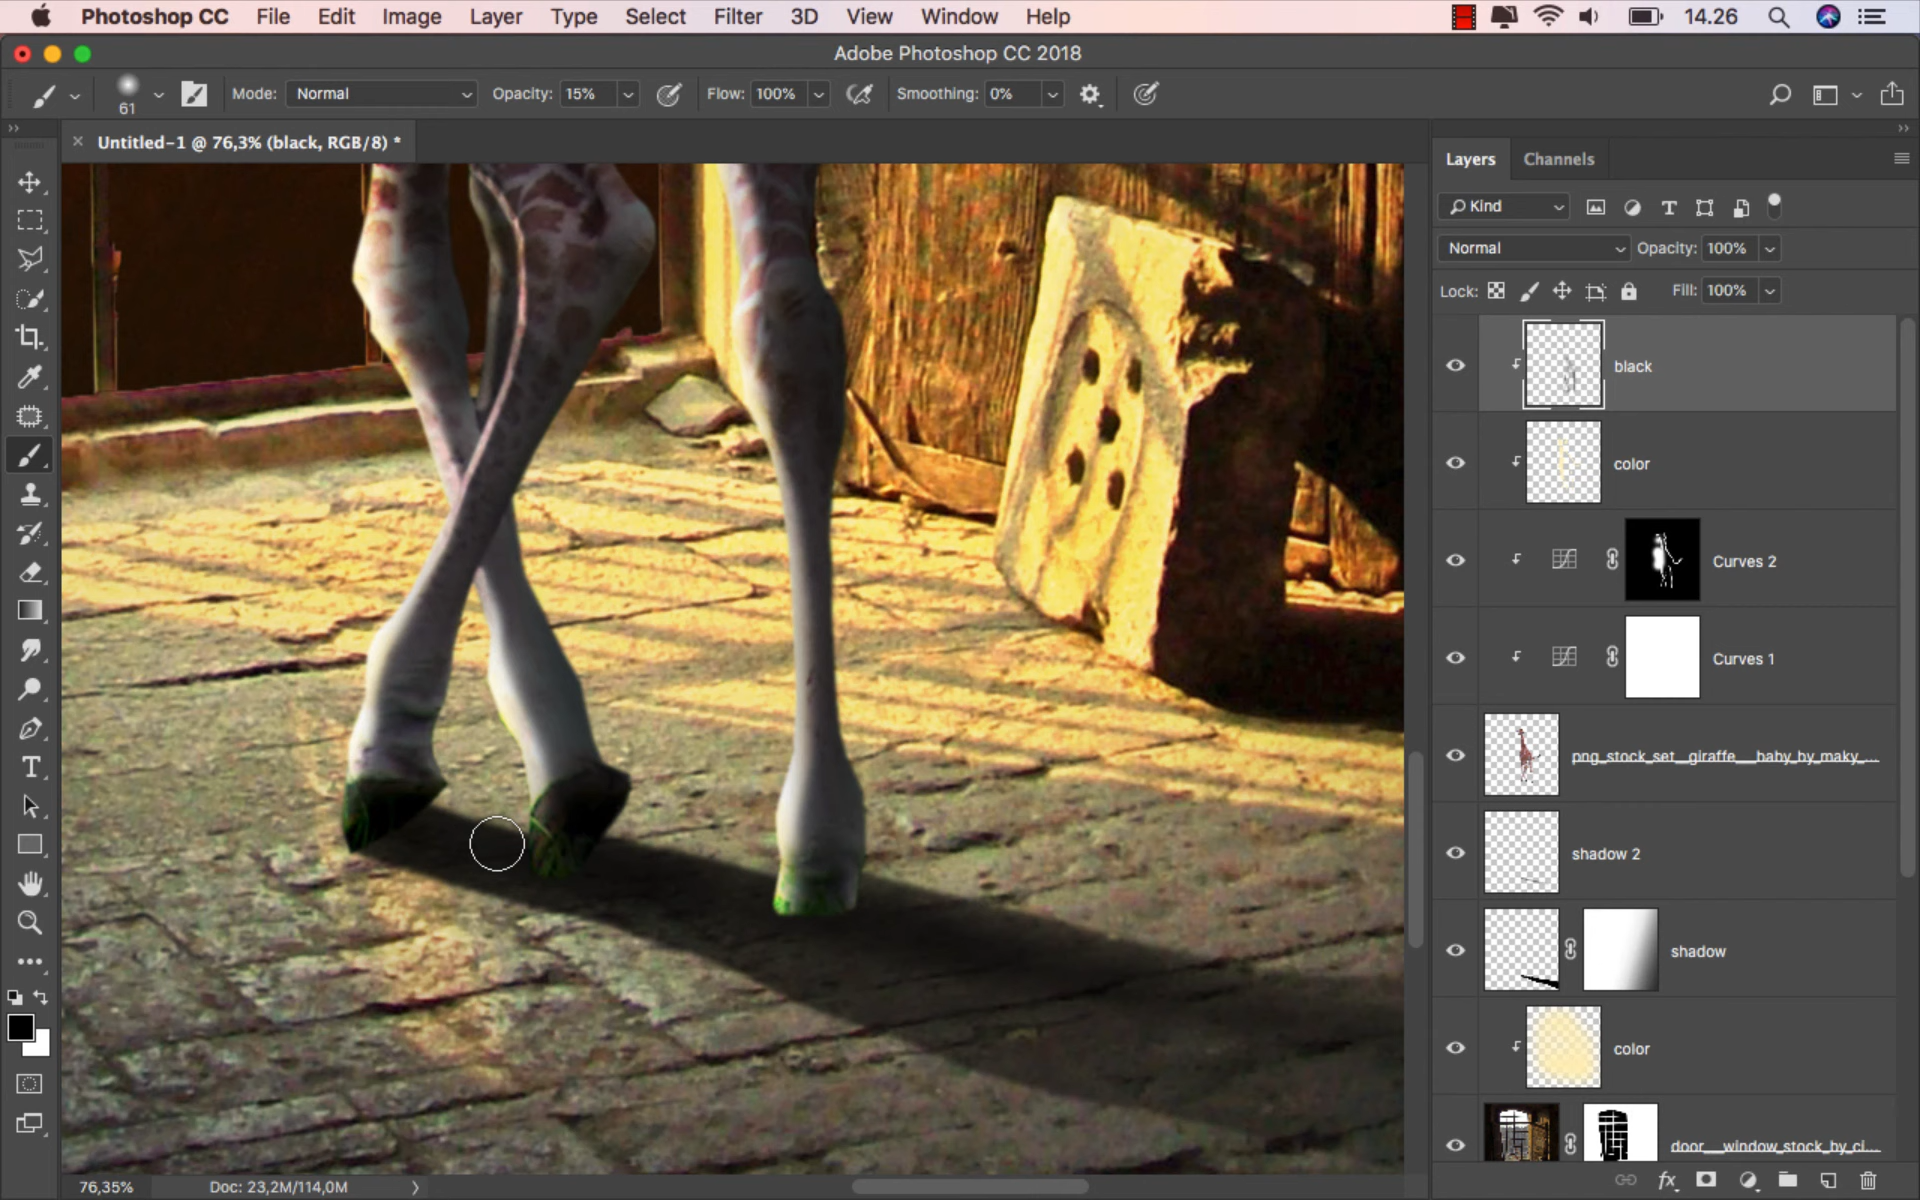 Photoshop CC File Edit Image Layer Type Select Filter 3D View Window Help 14.26
Adobe Photoshop CC 2018
61 Mode: Normal Opacity: 15% Flow: 100% Smoothing: 0%
× Untitled-1 @ 76,3% (black, RGB/8) *
Layers Channels
Kind
Normal Opacity: 100%
Lock: Fill: 100%
black
color
Curves 2
Curves 1
png_stock_set__giraffe___baby_by_maky_...
shadow 2
shadow
color
door__window_stock_by_ci...
76,35% Doc: 23,2M/114,0M